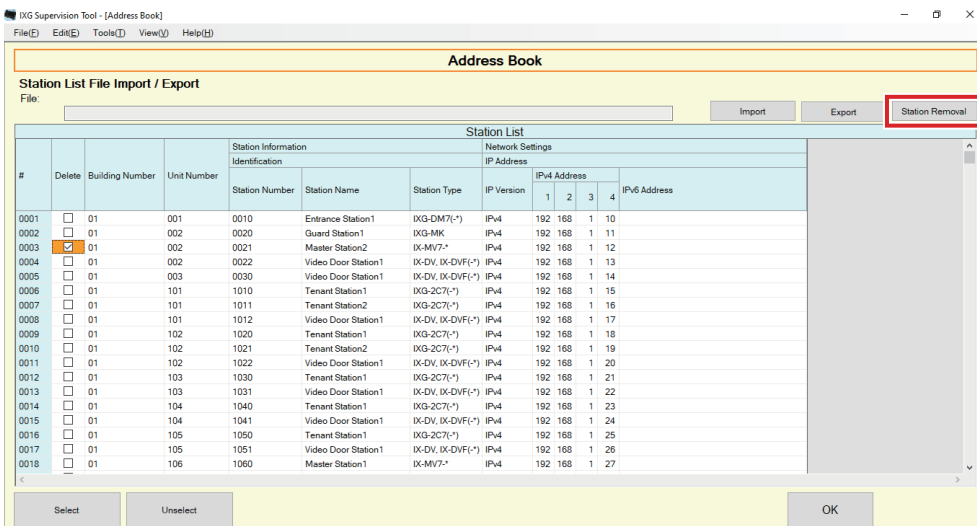 IXG Supervision Tool - [Address Book]
File(F) Edit(E) Tools(T) View(V) Help(H)
Address Book
Station List File Import / Export
File:
Import Export Station Removal
Station List
Station Information Network Settings
Identification IP Address
# Delete Building Number Unit Number Station Number Station Name Station Type IP Version IPv4 Address IPv6 Address
1 2 3 4
0001 01 001 0010 Entrance Station1 IXG-DM7(-*) IPv4 192 168 1 10
0002 01 002 0020 Guard Station1 IXG-MK IPv4 192 168 1 11
0003 01 002 0021 Master Station2 IX-MV7-* IPv4 192 168 1 12
0004 01 002 0022 Video Door Station1 IX-DV, IX-DVF(-*) IPv4 192 168 1 13
0005 01 003 0030 Video Door Station1 IX-DV, IX-DVF(-*) IPv4 192 168 1 14
0006 01 101 1010 Tenant Station1 IXG-2C7(-*) IPv4 192 168 1 15
0007 01 101 1011 Tenant Station2 IXG-2C7(-*) IPv4 192 168 1 16
0008 01 101 1012 Video Door Station1 IX-DV, IX-DVF(-*) IPv4 192 168 1 17
0009 01 102 1020 Tenant Station1 IXG-2C7(-*) IPv4 192 168 1 18
0010 01 102 1021 Tenant Station2 IXG-2C7(-*) IPv4 192 168 1 19
0011 01 102 1022 Video Door Station1 IX-DV, IX-DVF(-*) IPv4 192 168 1 20
0012 01 103 1030 Tenant Station1 IXG-2C7(-*) IPv4 192 168 1 21
0013 01 103 1031 Video Door Station1 IX-DV, IX-DVF(-*) IPv4 192 168 1 22
0014 01 104 1040 Tenant Station1 IXG-2C7(-*) IPv4 192 168 1 23
0015 01 104 1041 Video Door Station1 IX-DV, IX-DVF(-*) IPv4 192 168 1 24
0016 01 105 1050 Tenant Station1 IXG-2C7(-*) IPv4 192 168 1 25
0017 01 105 1051 Video Door Station1 IX-DV, IX-DVF(-*) IPv4 192 168 1 26
0018 01 106 1060 Master Station1 IX-MV7-* IPv4 192 168 1 27
Select Unselect OK